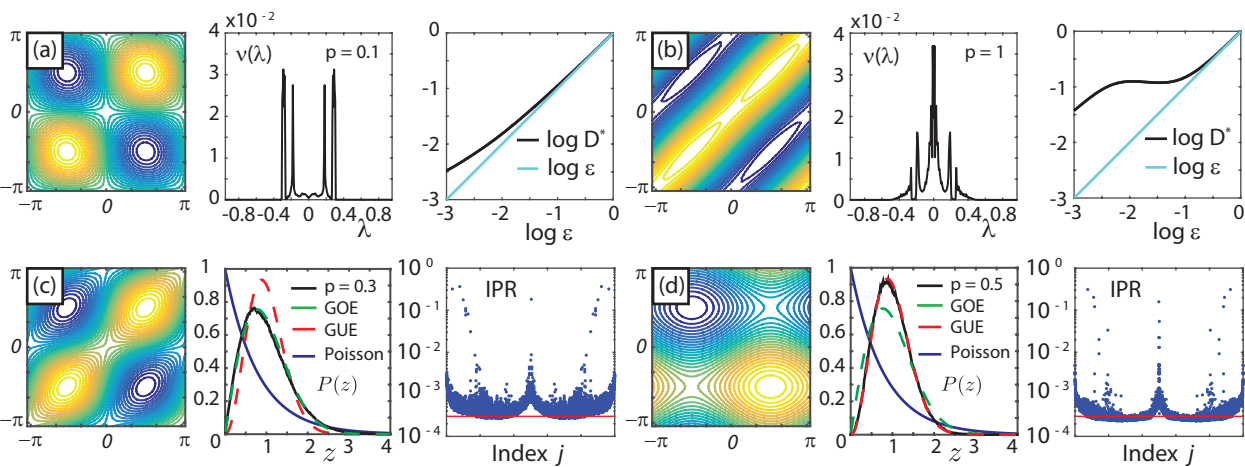 (a)
π
0
−π
−π
0
π
x10⁻²
4
3
2
1
0
ν(λ)
p = 0.1
-0.8
-0.4
0
0.4
0.8
λ
0
-1
-2
-3
log D*
log ε
-3
-2
-1
0
log ε
(b)
π
0
−π
−π
0
π
x10⁻²
4
3
2
1
0
ν(λ)
p = 1
-0.8
-0.4
0
0.4
0.8
λ
0
-1
-2
-3
log D*
log ε
-3
-2
-1
0
log ε
(c)
π
0
−π
−π
0
π
1
0.8
0.6
0.4
0.2
0
p = 0.3
GOE
GUE
Poisson
P(z)
0
1
2
3
4
z
10⁰
10⁻¹
10⁻²
10⁻³
10⁻⁴
IPR
Index j
(d)
π
0
−π
−π
0
π
1
0.8
0.6
0.4
0.2
0
p = 0.5
GOE
GUE
Poisson
P(z)
0
1
2
3
4
z
10⁰
10⁻¹
10⁻²
10⁻³
10⁻⁴
IPR
Index j